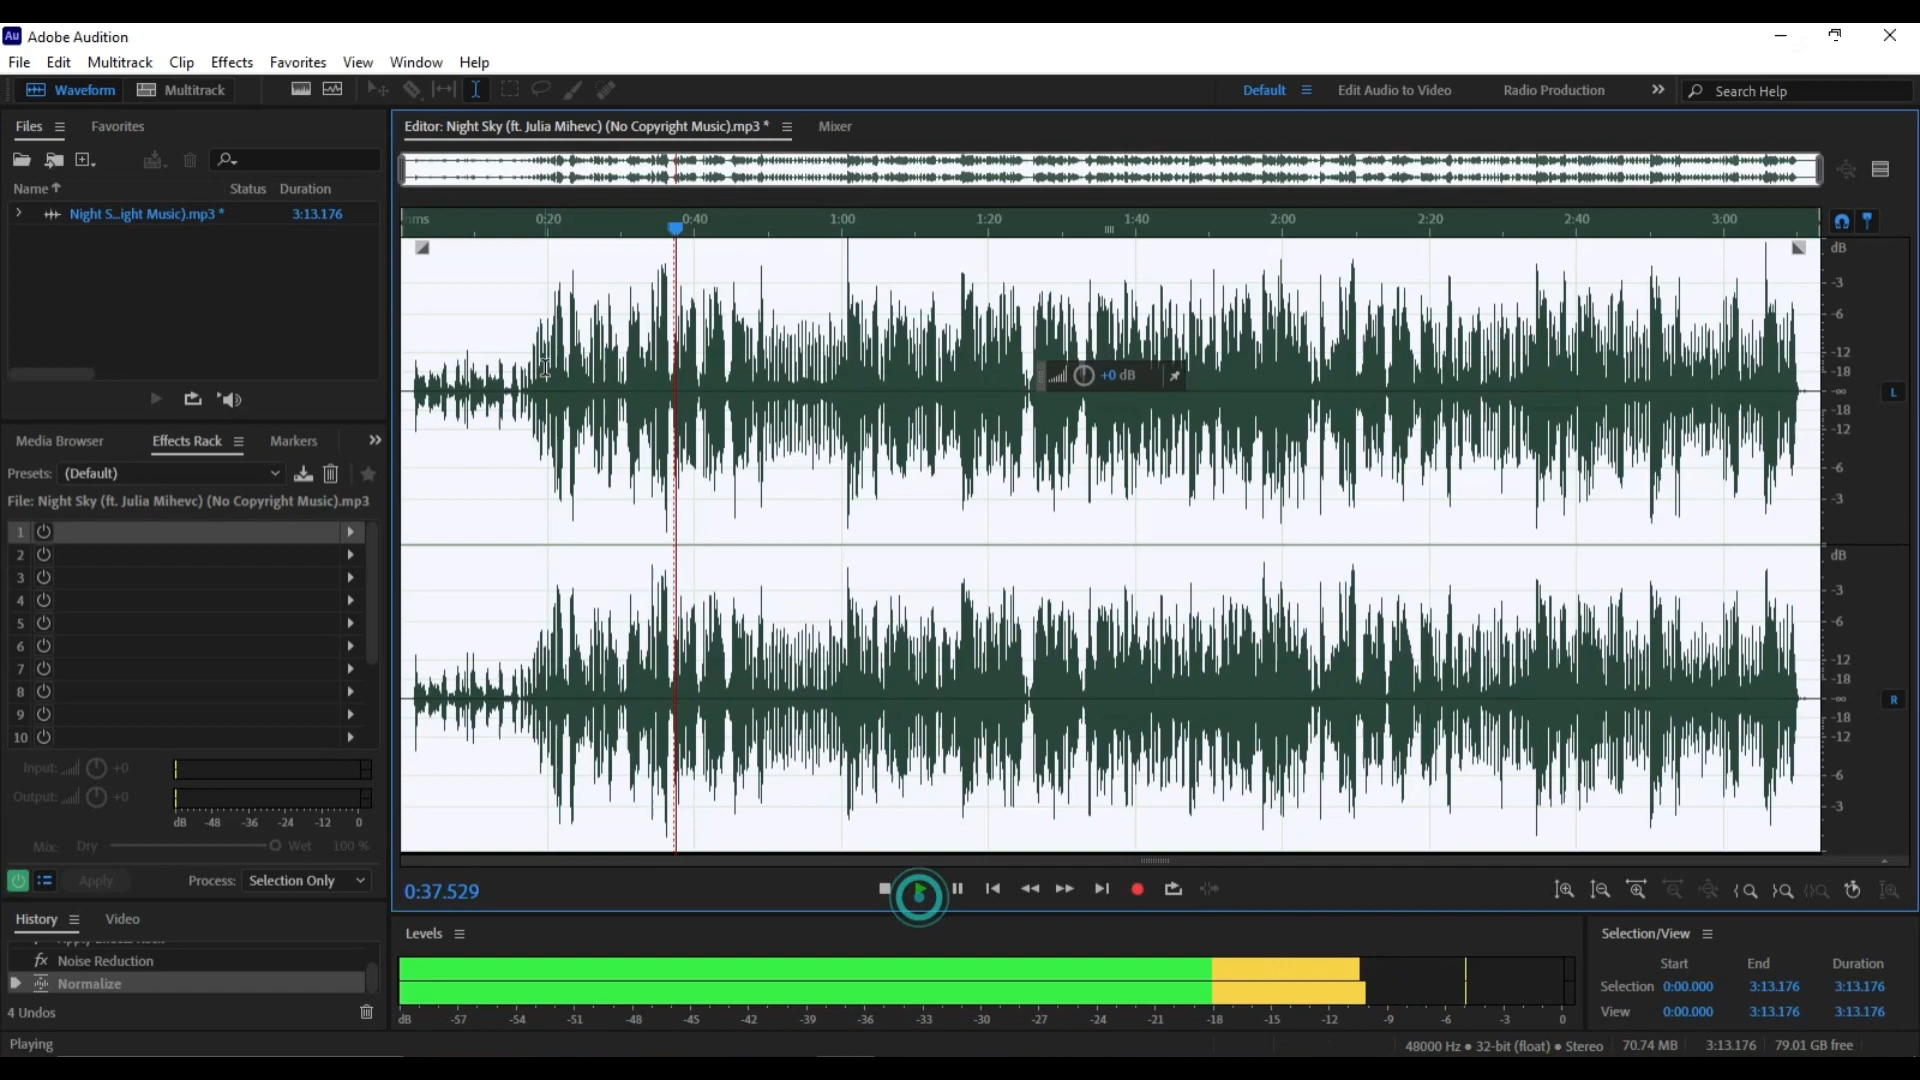 Au Adobe Audition
File Edit Multitrack Clip Effects Favorites View Window Help
Waveform Multitrack Default Edit Audio to Video Radio Production Search Help
Files Favorites
Name Status Duration
Night S...ight Music).mp3 * 3:13.176
Media Browser Effects Rack Markers
Presets: (Default)
File: Night Sky (ft. Julia Mihevc) (No Copyright Music).mp3
1
2
3
4
5
6
7
8
9
10
Input: +0
Output: +0
dB -48 -36 -24 -12 0
Mix: Dry Wet 100 %
Apply Process: Selection Only
History Video
Noise Reduction
Normalize
4 Undos
Playing
Editor: Night Sky (ft. Julia Mihevc) (No Copyright Music).mp3 * Mixer
hms 0:20 0:40 1:00 1:20 1:40 2:00 2:20 2:40 3:00
+0 dB
dB
-3
-6
-12
-18
-∞
-18
-12
-6
-3
L
dB
-3
-6
-12
-18
-∞
-18
-12
-6
-3
R
0:37.529
Levels
dB -57 -54 -51 -48 -45 -42 -39 -36 -33 -30 -27 -24 -21 -18 -15 -12 -9 -6 -3 0
Selection/View
Start End Duration
Selection 0:00.000 3:13.176 3:13.176
View 0:00.000 3:13.176 3:13.176
48000 Hz ● 32-bit (float) ● Stereo 70.74 MB 3:13.176 79.01 GB free